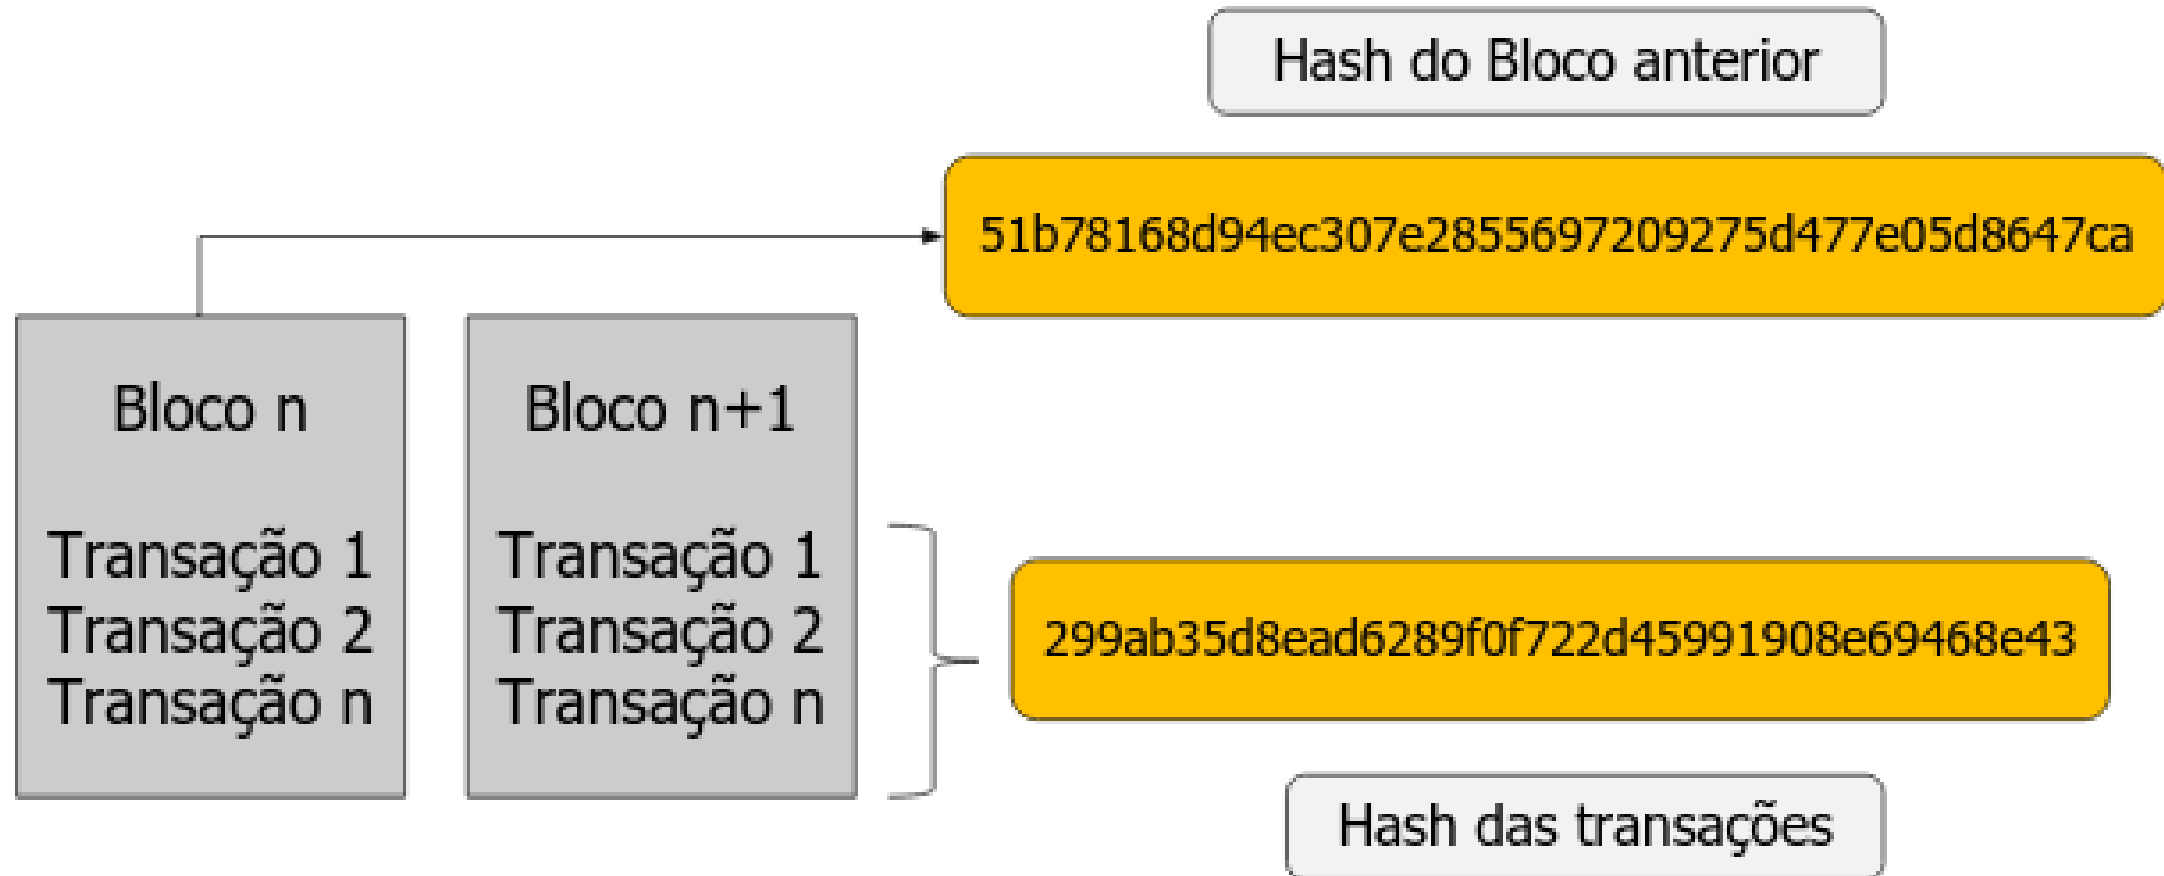 Hash do Bloco anterior
51b78168d94ec307e2855697209275d477e05d8647ca
Bloco n
Transação 1
Transação 2
Transação n
Bloco n+1
Transação 1
Transação 2
Transação n
299ab35d8ead6289f0f722d45991908e69468e43
Hash das transações